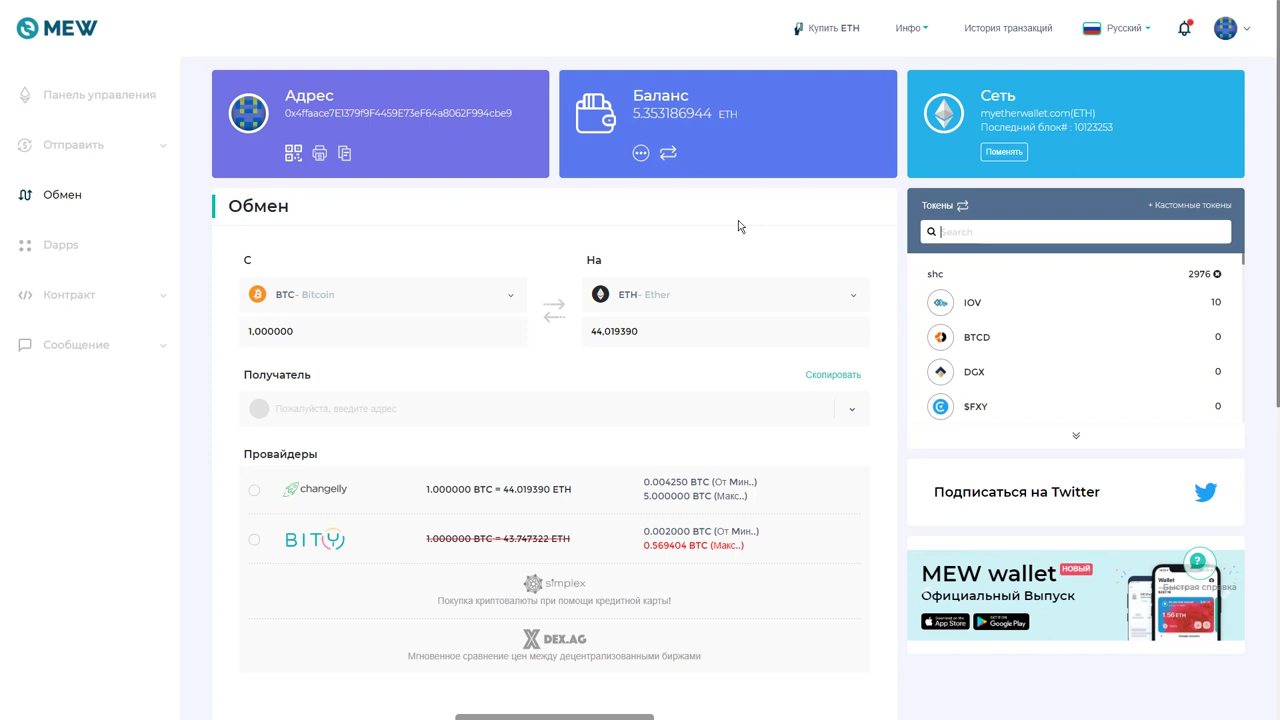 MEW
Купить ETH
Инфо
История транзакций
Русский
Панель управления
Отправить
Обмен
Dapps
Контракт
Сообщение
Адрес
0x4ffaace7E1379f9F4459E73eF64a8062F994cbe9
Баланс
5.353186944 ETH
Сеть
myetherwallet.com(ETH)
Последний блок# : 10123253
Поменять
Обмен
С
На
BTC- Bitcoin
ETH- Ether
1,000000
44,019390
Получатель
Скопировать
Пожалуйста, введите адрес
Провайдеры
changelly
1.000000 BTC = 44.019390 ETH
0.004250 BTC (От Мин..)
5.000000 BTC (Макс..)
BITY
1.000000 BTC = 43.747322 ETH
0.002000 BTC (От Мин..)
0.569404 BTC (Макс..)
simplex
Покупка криптовалюты при помощи кредитной карты!
DEX.AG
Мгновенное сравнение цен между децентрализованными биржами
Токены
+ Кастомные токены
Search
shc 2976
IOV 10
BTCD 0
DGX 0
$FXY 0
Подписаться на Twitter
MEW wallet НОВЫЙ
Официальный Выпуск
App Store
Google Play
Быстрая справка